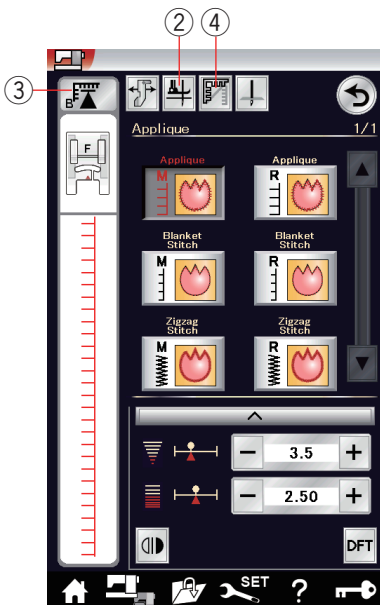 ② ④
③
B
F
Applique 1/1
Applique Applique
M R
Blanket Stitch Blanket Stitch
M R
Zigzag Stitch Zigzag Stitch
M R
3.5
2.50
DFT
SET ?